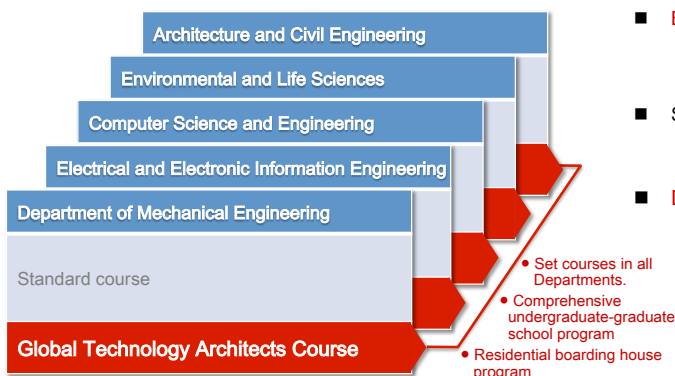 Architecture and Civil Engineering
Environmental and Life Sciences
Computer Science and Engineering
Electrical and Electronic Information Engineering
Department of Mechanical Engineering
Standard course
Global Technology Architects Course
• Set courses in all
Departments.
• Comprehensive
undergraduate-graduate
school program
• Residential boarding house
program